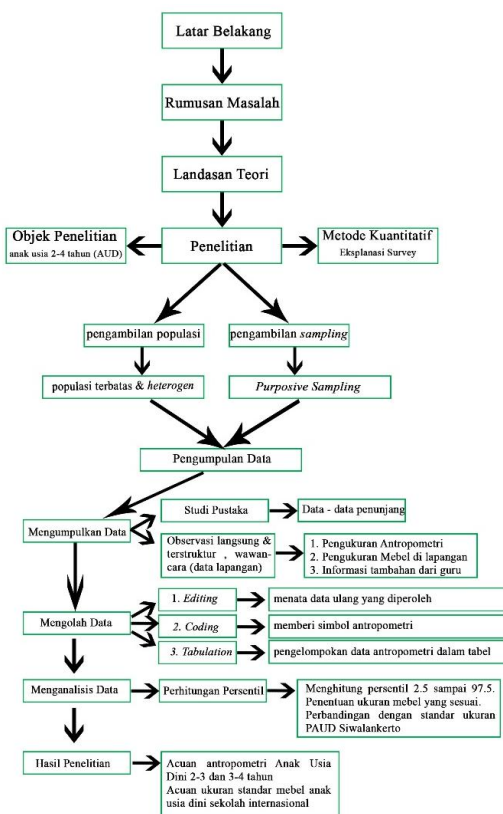 Latar Belakang
Rumusan Masalah
Landasan Teori
Objek Penelitian
anak usia 2-4 tahun (AUD)
Penelitian
Metode Kuantitatif
Eksplanasi Survey
pengambilan populasi
pengambilan sampling
populasi terbatas & heterogen
Purposive Sampling
Pengumpulan Data
Mengumpulkan Data
Studi Pustaka
Data - data penunjang
Observasi langsung &
terstruktur , wawan-
cara (data lapangan)
1. Pengukuran Antropometri
2. Pengukuran Mebel di lapangan
3. Informasi tambahan dari guru
Mengolah Data
1. Editing
menata data ulang yang diperoleh
2. Coding
memberi simbol antropometri
3. Tabulation
pengelompokan data antropometri dalam tabel
Menganalisis Data
Perhitungan Persentil
Menghitung persentil 2.5 sampai 97.5.
Penentuan ukuran mebel yang sesuai.
Perbandingan dengan standar ukuran
PAUD Siwalankerto
Hasil Penelitian
Acuan antropometri Anak Usia
Dini 2-3 dan 3-4 tahun
Acuan ukuran standar mebel anak
usia dini sekolah internasional